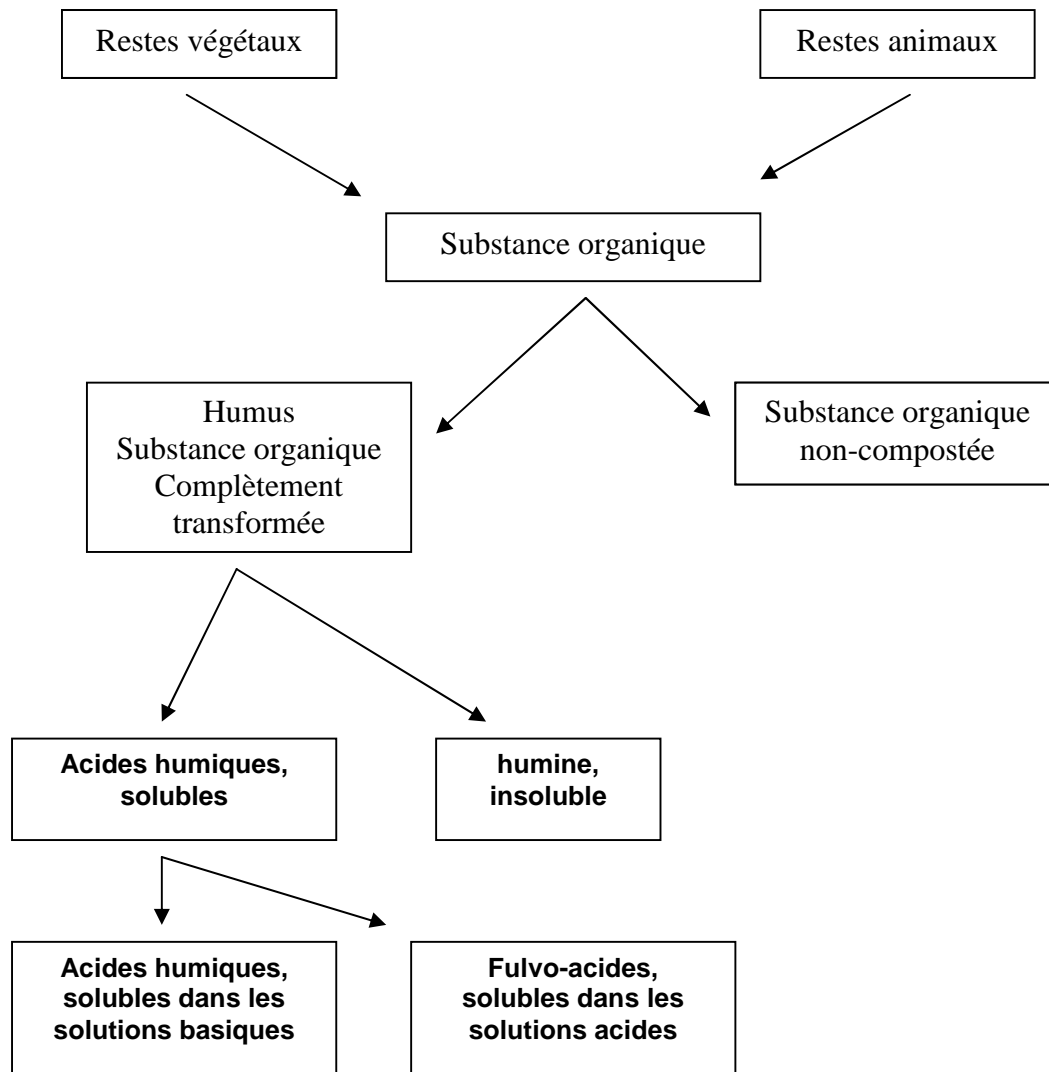 Restes végétaux
Restes animaux
Substance organique
Humus
Substance organique
Complètement
transformée
Substance organique
non-compostée
Acides humiques,
solubles
humine,
insoluble
Acides humiques,
solubles dans les
solutions basiques
Fulvo-acides,
solubles dans les
solutions acides